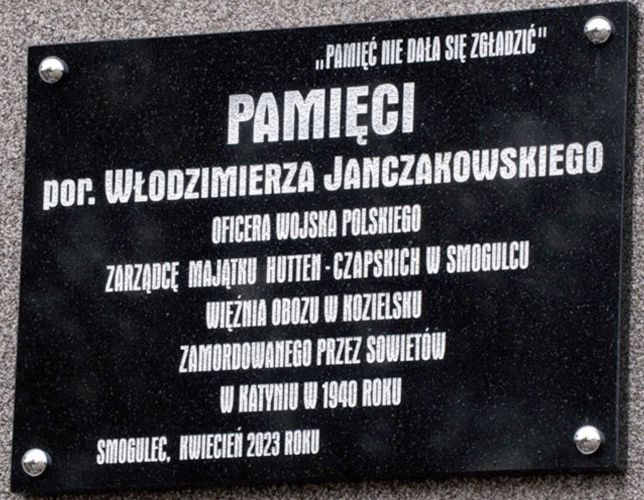 „PAMIĘĆ NIE DAŁA SIĘ ZGŁADZIĆ"
PAMIĘCI
por. WŁODZIMIERZA JANCZAKOWSKIEGO
OFICERA WOJSKA POLSKIEGO
ZARZĄDCĘ MAJĄTKU HUTTEN - CZAPSKICH W SMOGULCU
WIĘŹNIA OBOZU W KOZIELSKU
ZAMORDOWANEGO PRZEZ SOWIETÓW
W KATYNIU W 1940 ROKU
SMOGULEC, KWIECIEŃ 2023 ROKU